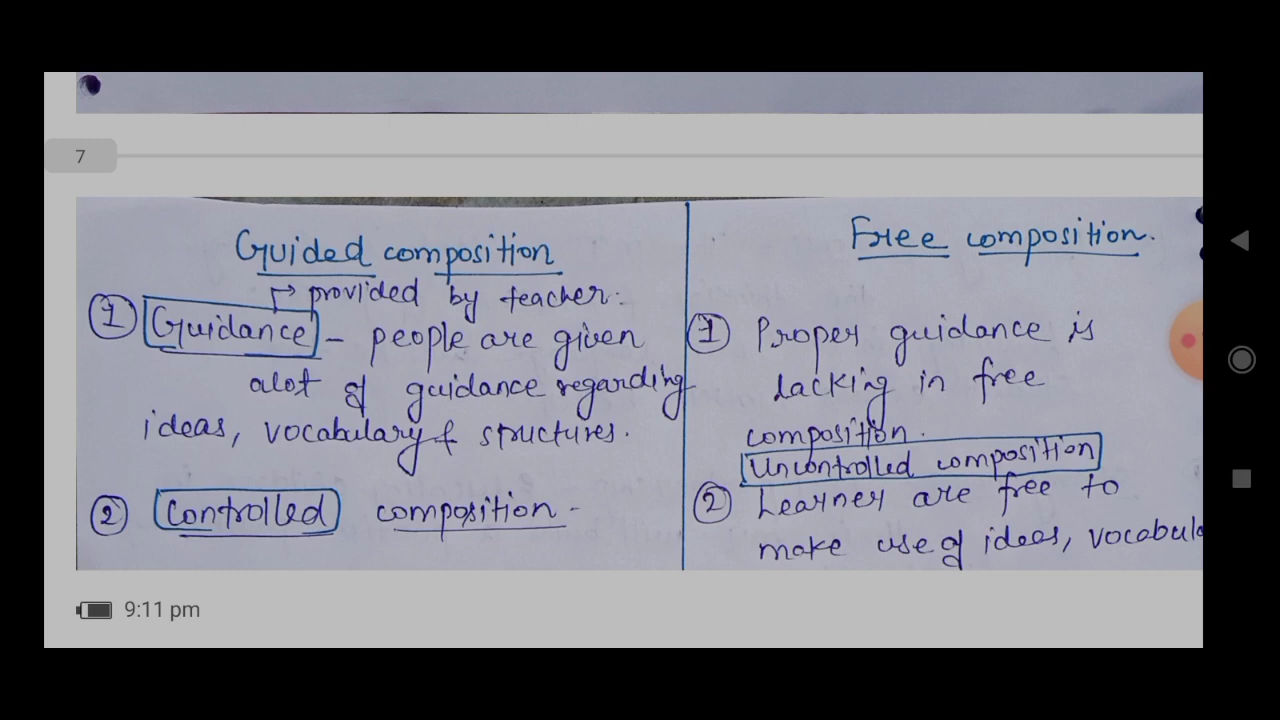 7
Guided composition
provided by teacher.
1 Guidance - people are given
alot of guidance regarding
ideas, vocabulary & structures.
2 controlled composition -
Free composition.
1 Proper guidance is
lacking in free
composition.
Uncontrolled composition
2 Learner are free to
make use of ideas, vocabula
9:11 pm